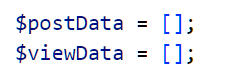 $postData = [];
$viewData = [];